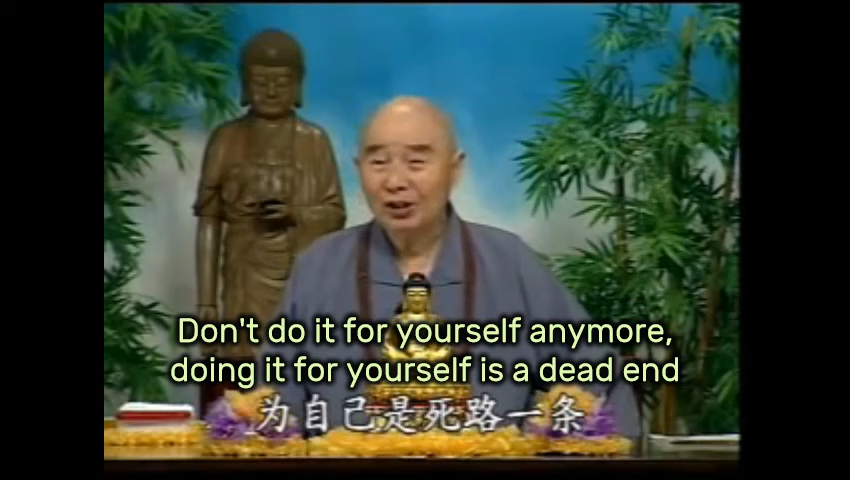 Don't do it for yourself anymore,
doing it for yourself is a dead end
为自己是死路一条